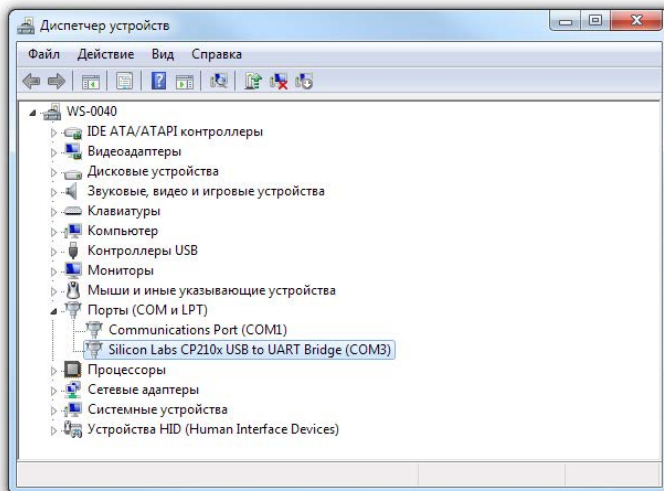 Диспетчер устройств
Файл Действие Вид Справка
WS-0040
IDE ATA/ATAPI контроллеры
Видеоадаптеры
Дисковые устройства
Звуковые, видео и игровые устройства
Клавиатуры
Компьютер
Контроллеры USB
Мониторы
Мыши и иные указывающие устройства
Порты (COM и LPT)
Communications Port (COM1)
Silicon Labs CP210x USB to UART Bridge (COM3)
Процессоры
Сетевые адаптеры
Системные устройства
Устройства HID (Human Interface Devices)